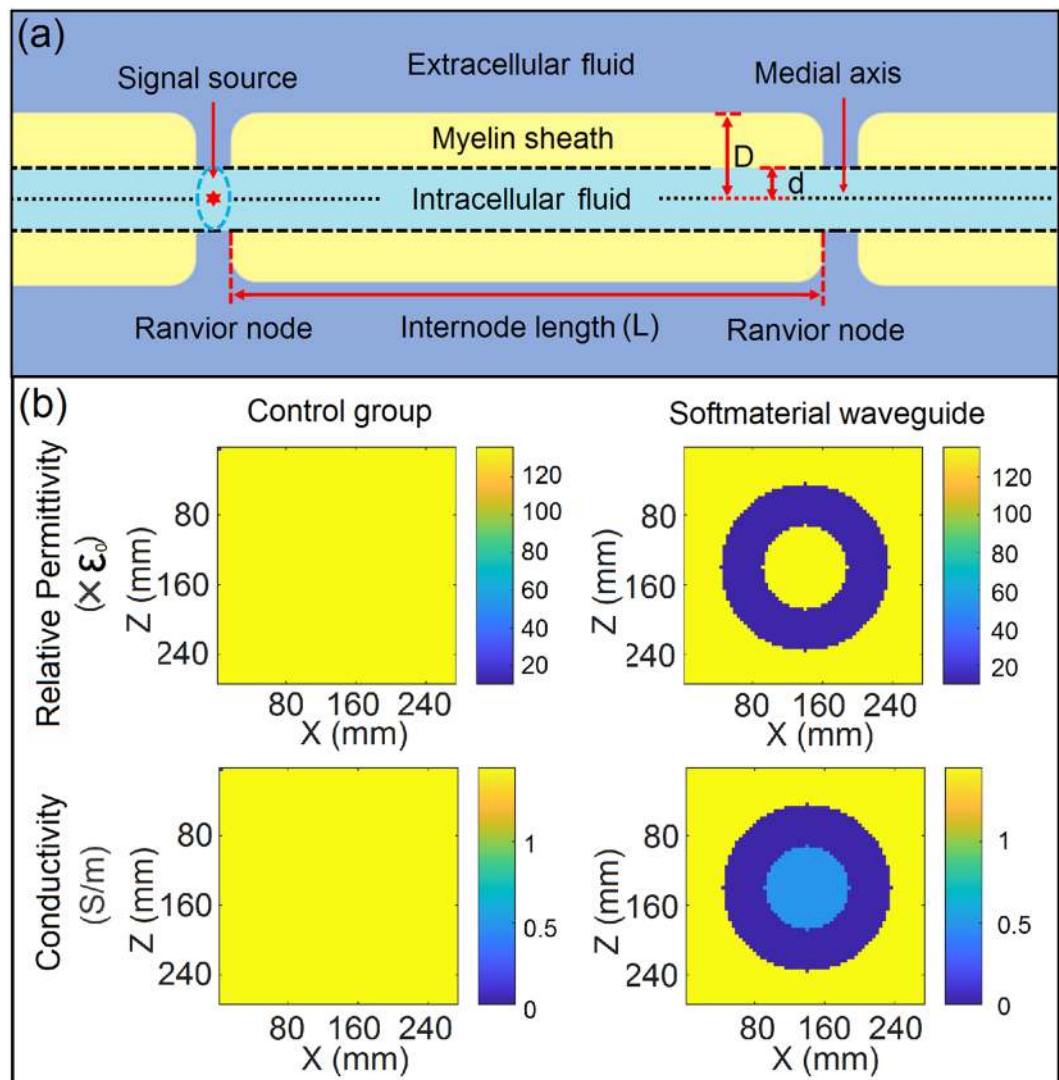 (a)
Signal source
Extracellular fluid
Medial axis
Myelin sheath
D
d
Intracellular fluid
Ranvior node
Internode length (L)
Ranvior node
(b)
Control group
Softmaterial waveguide
Relative Permittivity
(× ε₀)
Z (mm)
80
160
240
80 160 240
X (mm)
120
100
80
60
40
20
Z (mm)
80
160
240
80 160 240
X (mm)
120
100
80
60
40
20
Conductivity
(S/m)
Z (mm)
80
160
240
80 160 240
X (mm)
1
0.5
0
Z (mm)
80
160
240
80 160 240
X (mm)
1
0.5
0